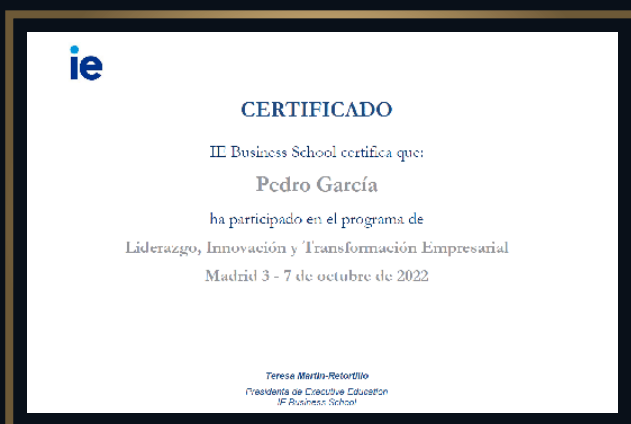 ie
CERTIFICADO
IE Business School certifica que:
Pedro García
ha participado en el programa de
Liderazgo, Innovación y Transformación Empresarial
Madrid 3 - 7 de octubre de 2022
Teresa Martín-Retortillo
Presidenta de Executive Education
IE Business School